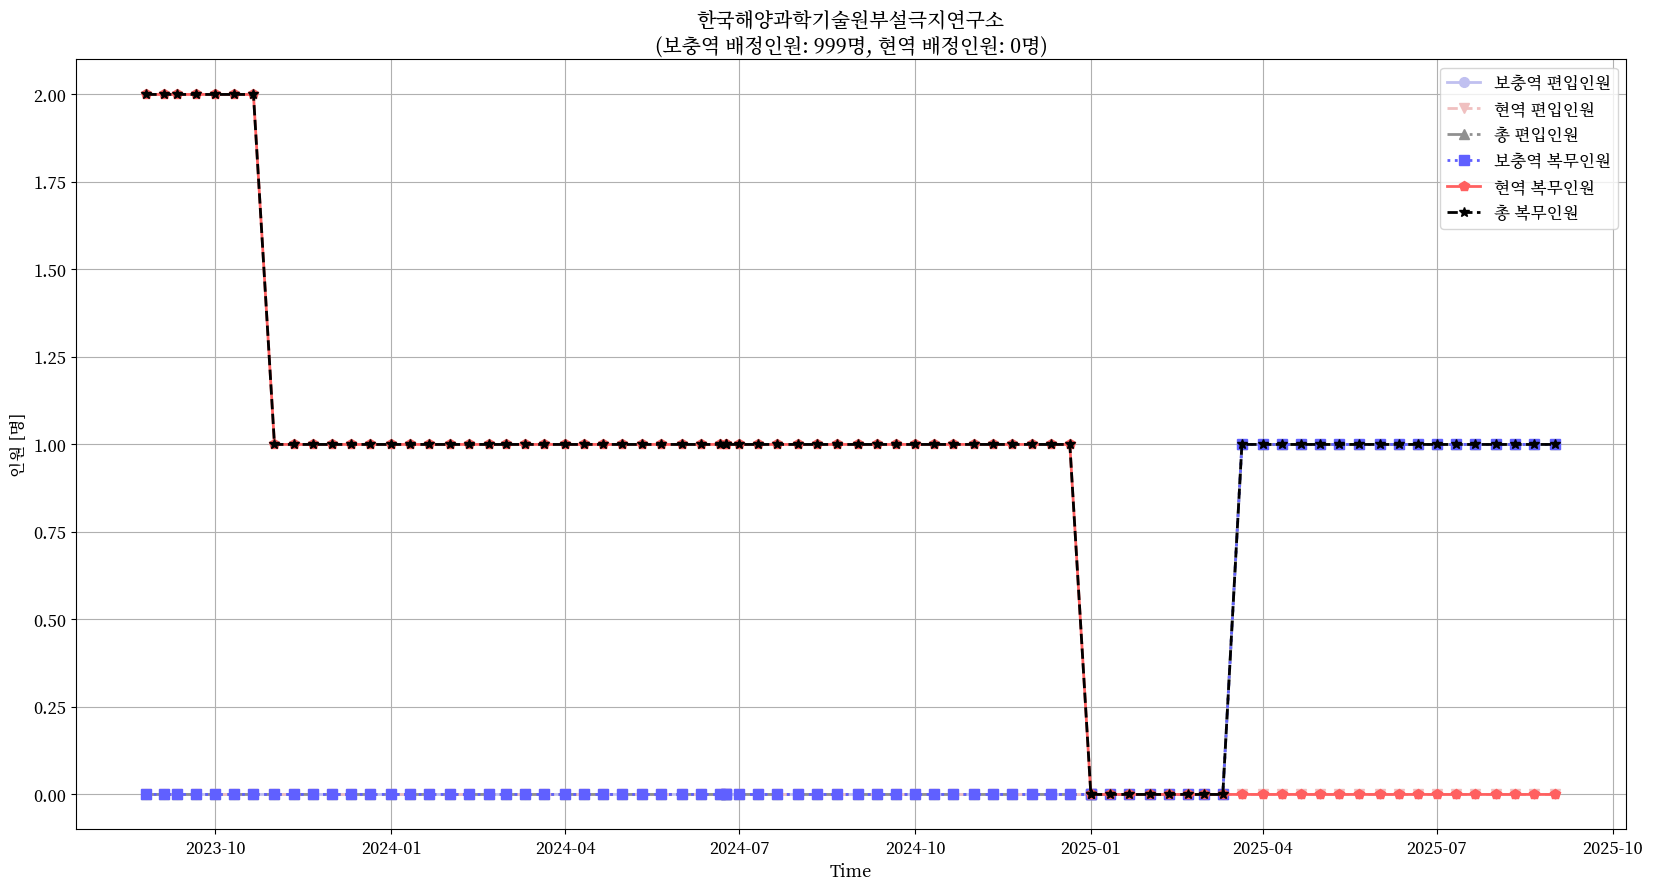 한국해양과학기술원부설극지연구소
(보충역 배정인원: 999명, 현역 배정인원: 0명)
보충역 편입인원
현역 편입인원
총 편입인원
보충역 복무인원
현역 복무인원
총 복무인원
인원 [명]
2.00
1.75
1.50
1.25
1.00
0.75
0.50
0.25
0.00
2023-10
2024-01
2024-04
2024-07
2024-10
2025-01
2025-04
2025-07
2025-10
Time